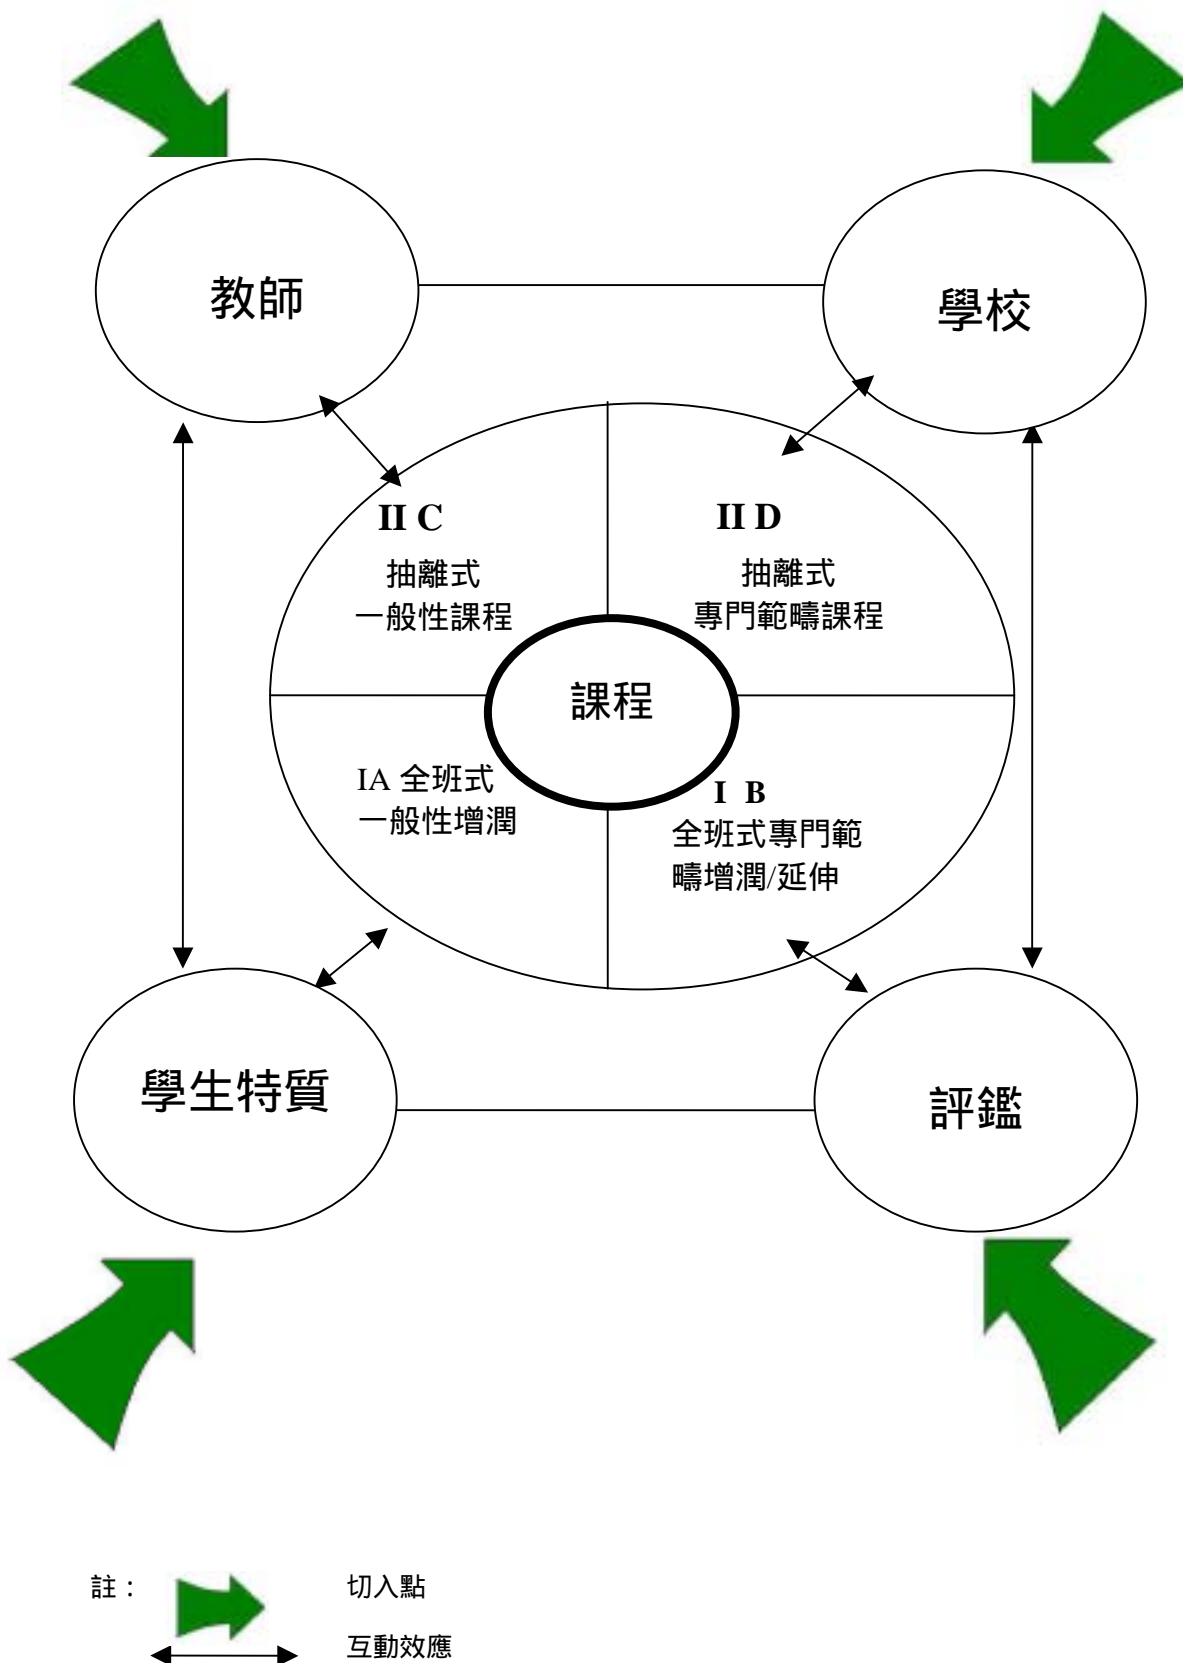 教師
學校
II C
抽離式
一般性課程
II D
抽離式
專門範疇課程
課程
IA 全班式
一般性增潤
I B
全班式專門範
疇增潤/延伸
學生特質
評鑑
註：
切入點
互動效應